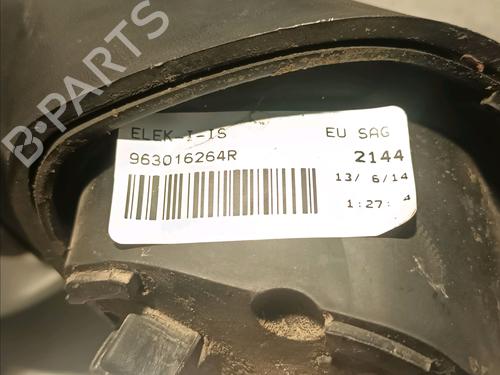 B-PARTS
ELEK-I-IS EU SAG
963016264R 2144
13/ 6/14
1:27: